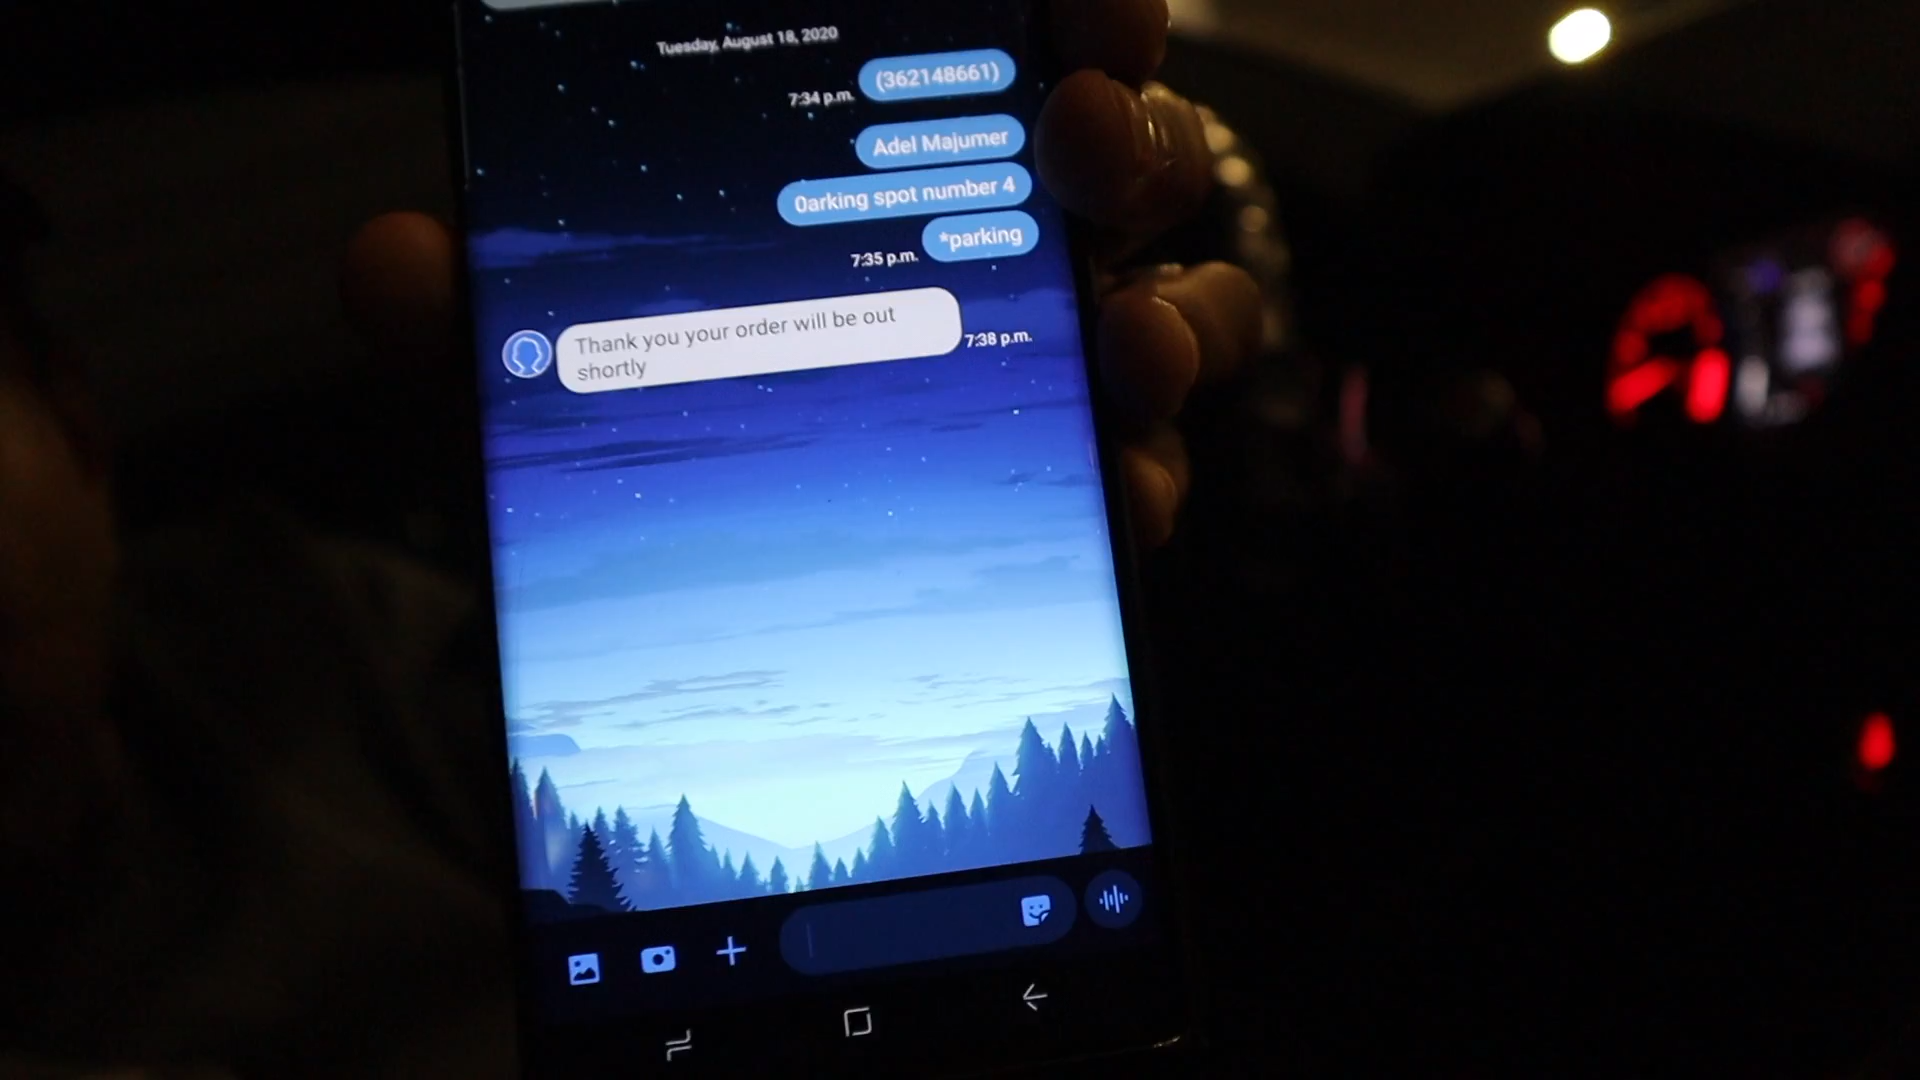 Tuesday, August 18, 2020
(362148661)
7:34 p.m.
Adel Majumer
0arking spot number 4
*parking
7:35 p.m.
Thank you your order will be out
shortly
7:38 p.m.